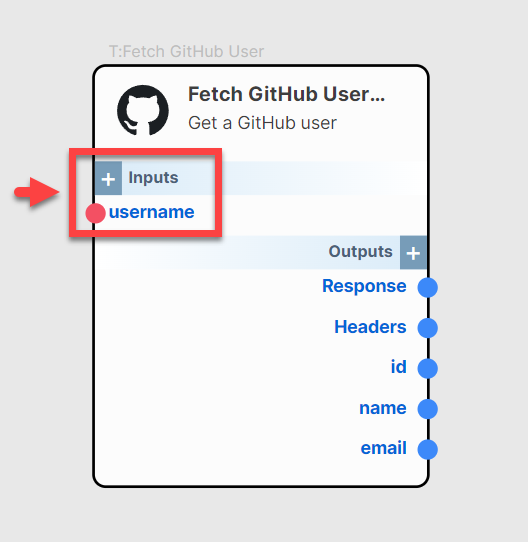 T:Fetch GitHub User
Fetch GitHub User...
Get a GitHub user
+ Inputs
username
Outputs +
Response
Headers
id
name
email